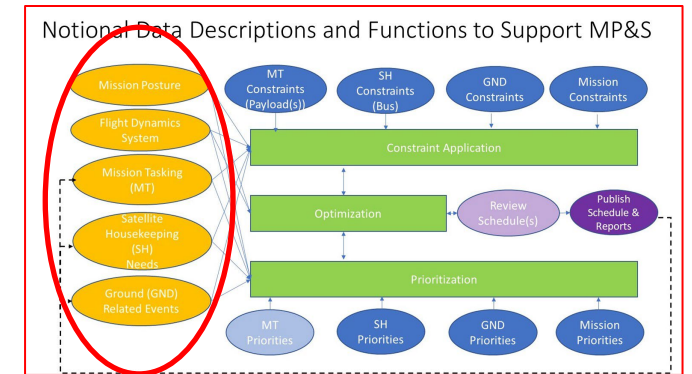 Notional Data Descriptions and Functions to Support MP&S
Mission Posture
Flight Dynamics
System
Mission Tasking
(MT)
Satellite
Housekeeping
(SH)
Needs
Ground (GND)
Related Events
MT
Constraints
(Payload(s))
SH
Constraints
(Bus)
GND
Constraints
Mission
Constraints
Constraint Application
Optimization
Review
Schedule(s)
Publish
Schedule &
Reports
Prioritization
MT
Priorities
SH
Priorities
GND
Priorities
Mission
Priorities